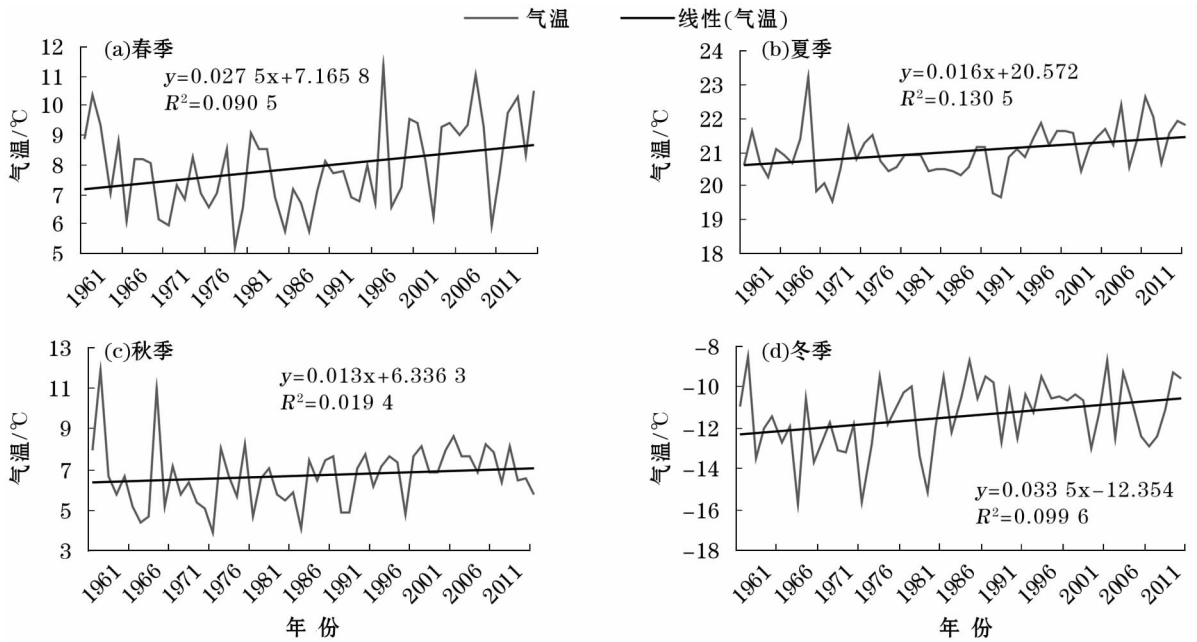 气温 线性(气温)
(a)春季
y=0.027 5x+7.165 8
R²=0.090 5
气温/℃
12
11
10
9
8
7
6
5
1961 1966 1971 1976 1981 1986 1991 1996 2001 2006 2011
(b)夏季
y=0.016x+20.572
R²=0.130 5
气温/℃
24
23
22
21
20
19
18
1961 1966 1971 1976 1981 1986 1991 1996 2001 2006 2011
(c)秋季
y=0.013x+6.336 3
R²=0.019 4
气温/℃
13
11
9
7
5
3
1961 1966 1971 1976 1981 1986 1991 1996 2001 2006 2011
年 份
(d)冬季
y=0.033 5x−12.354
R²=0.099 6
气温/℃
−8
−10
−12
−14
−16
−18
1961 1966 1971 1976 1981 1986 1991 1996 2001 2006 2011
年 份